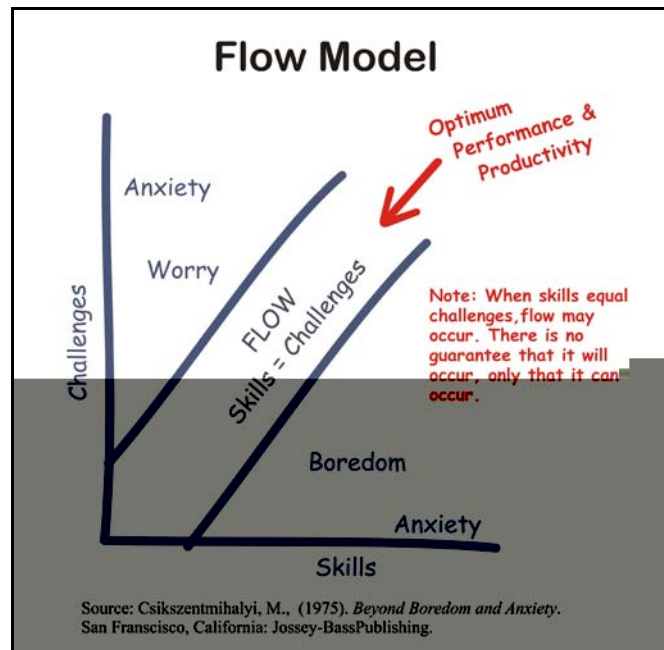 Flow Model
Optimum
Performance &
Productivity
Anxiety
Worry
Challenges
FLOW
Skills = Challenges
Note: When skills equal
challenges,flow may
occur. There is no
guarantee that it will
occur, only that it can
occur.
Boredom
Anxiety
Skills
Source: Csikszentmihalyi, M., (1975). Beyond Boredom and Anxiety.
San Franscisco, California: Jossey-BassPublishing.